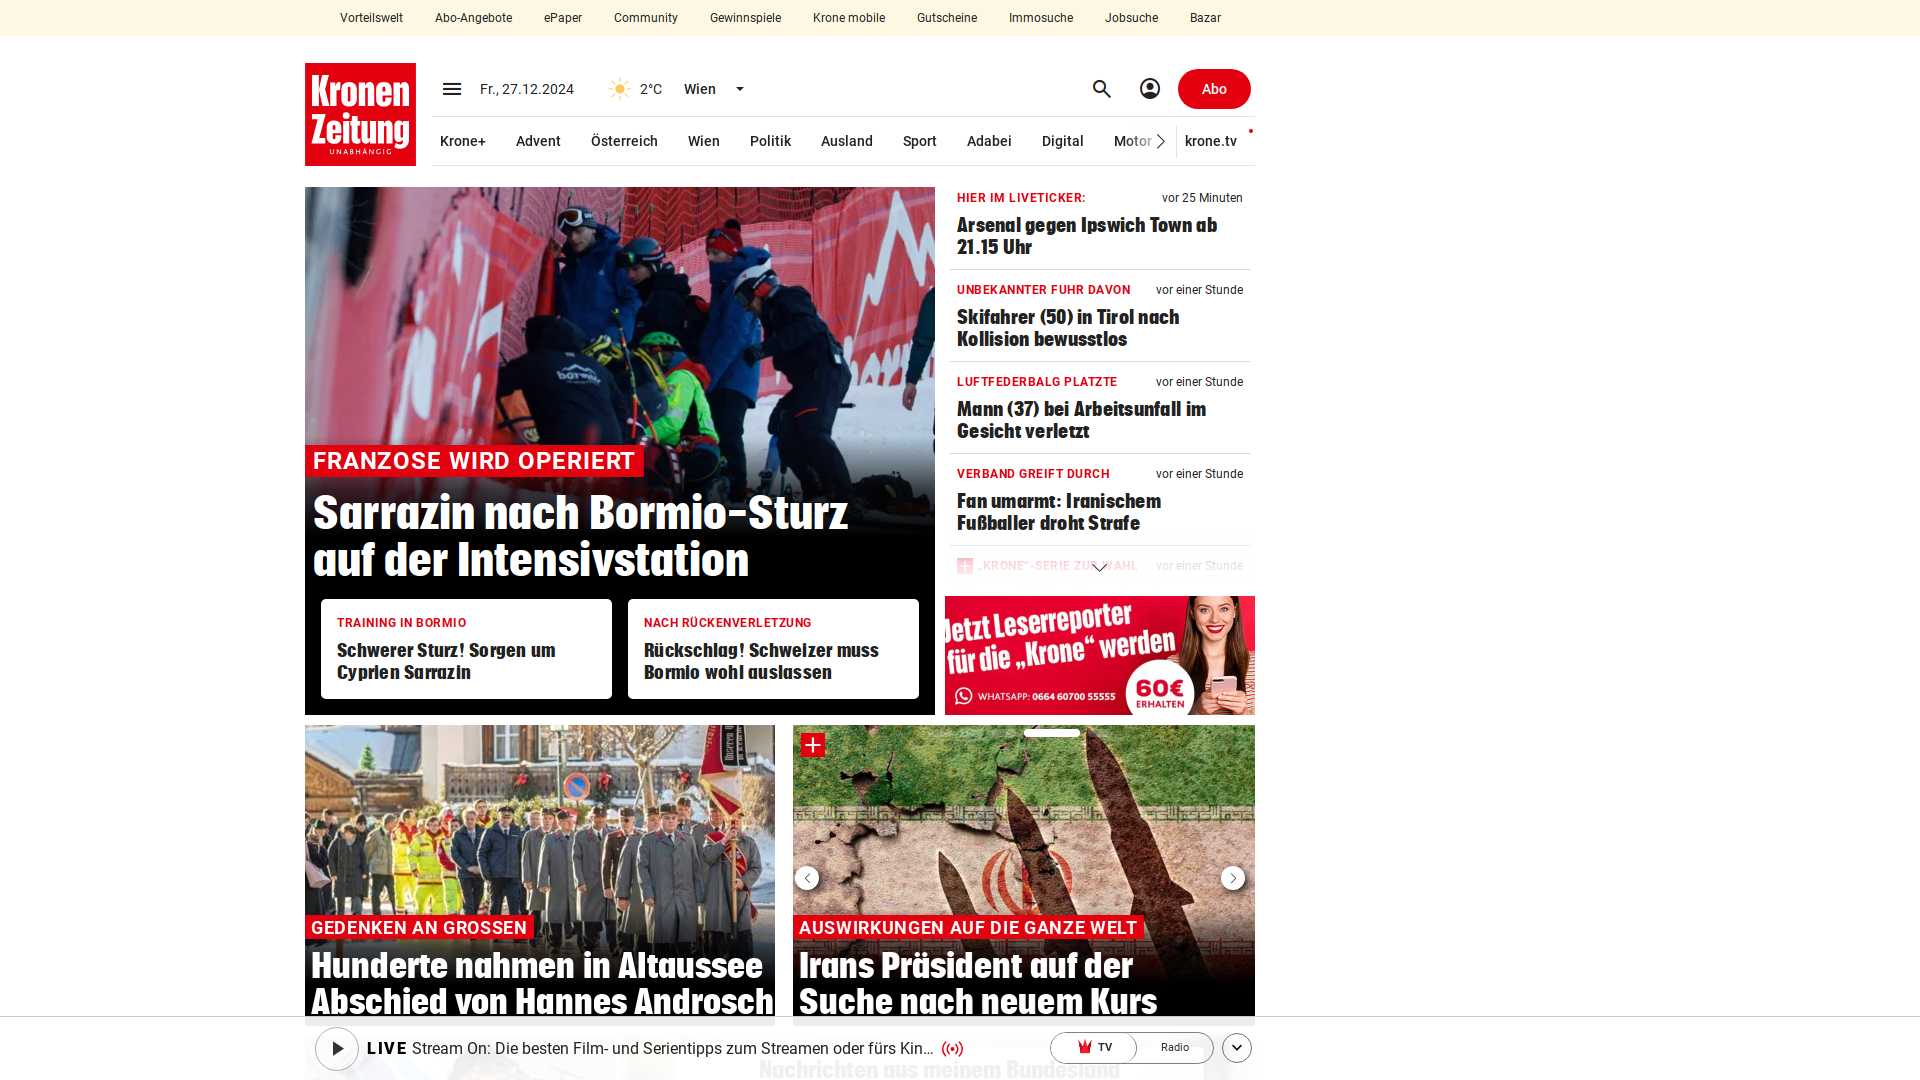 Vorteilswelt
Abo-Angebote
ePaper
Community
Gewinnspiele
Krone mobile
Gutscheine
Immosuche
Jobsuche
Bazar
Kronen
Zeitung
UNABHÄNGIG
Fr., 27.12.2024
2°C
Wien
Abo
Krone+
Advent
Österreich
Wien
Politik
Ausland
Sport
Adabei
Digital
Motor
krone.tv
FRANZOSE WIRD OPERIERT
Sarrazin nach Bormio-Sturz
auf der Intensivstation
TRAINING IN BORMIO
Schwerer Sturz! Sorgen um
Cyprien Sarrazin
NACH RÜCKENVERLETZUNG
Rückschlag! Schweizer muss
Bormio wohl auslassen
HIER IM LIVETICKER:
vor 25 Minuten
Arsenal gegen Ipswich Town ab
21.15 Uhr
UNBEKANNTER FUHR DAVON
vor einer Stunde
Skifahrer (50) in Tirol nach
Kollision bewusstlos
LUFTFEDERBALG PLATZTE
vor einer Stunde
Mann (37) bei Arbeitsunfall im
Gesicht verletzt
VERBAND GREIFT DURCH
vor einer Stunde
Fan umarmt: Iranischem
Fußballer droht Strafe
„KRONE“-SERIE ZUR WAHL
vor einer Stunde
Jetzt Leserreporter
für die „Krone“ werden
WHATSAPP: 0664 60700 55555
60€
ERHALTEN
GEDENKEN AN GROSSEN
Hunderte nahmen in Altaussee
Abschied von Hannes Androsch
AUSWIRKUNGEN AUF DIE GANZE WELT
Irans Präsident auf der
Suche nach neuem Kurs
LIVE Stream On: Die besten Film- und Serientipps zum Streamen oder fürs Kin...
TV
Radio
Nachrichten aus meinem Bundesland